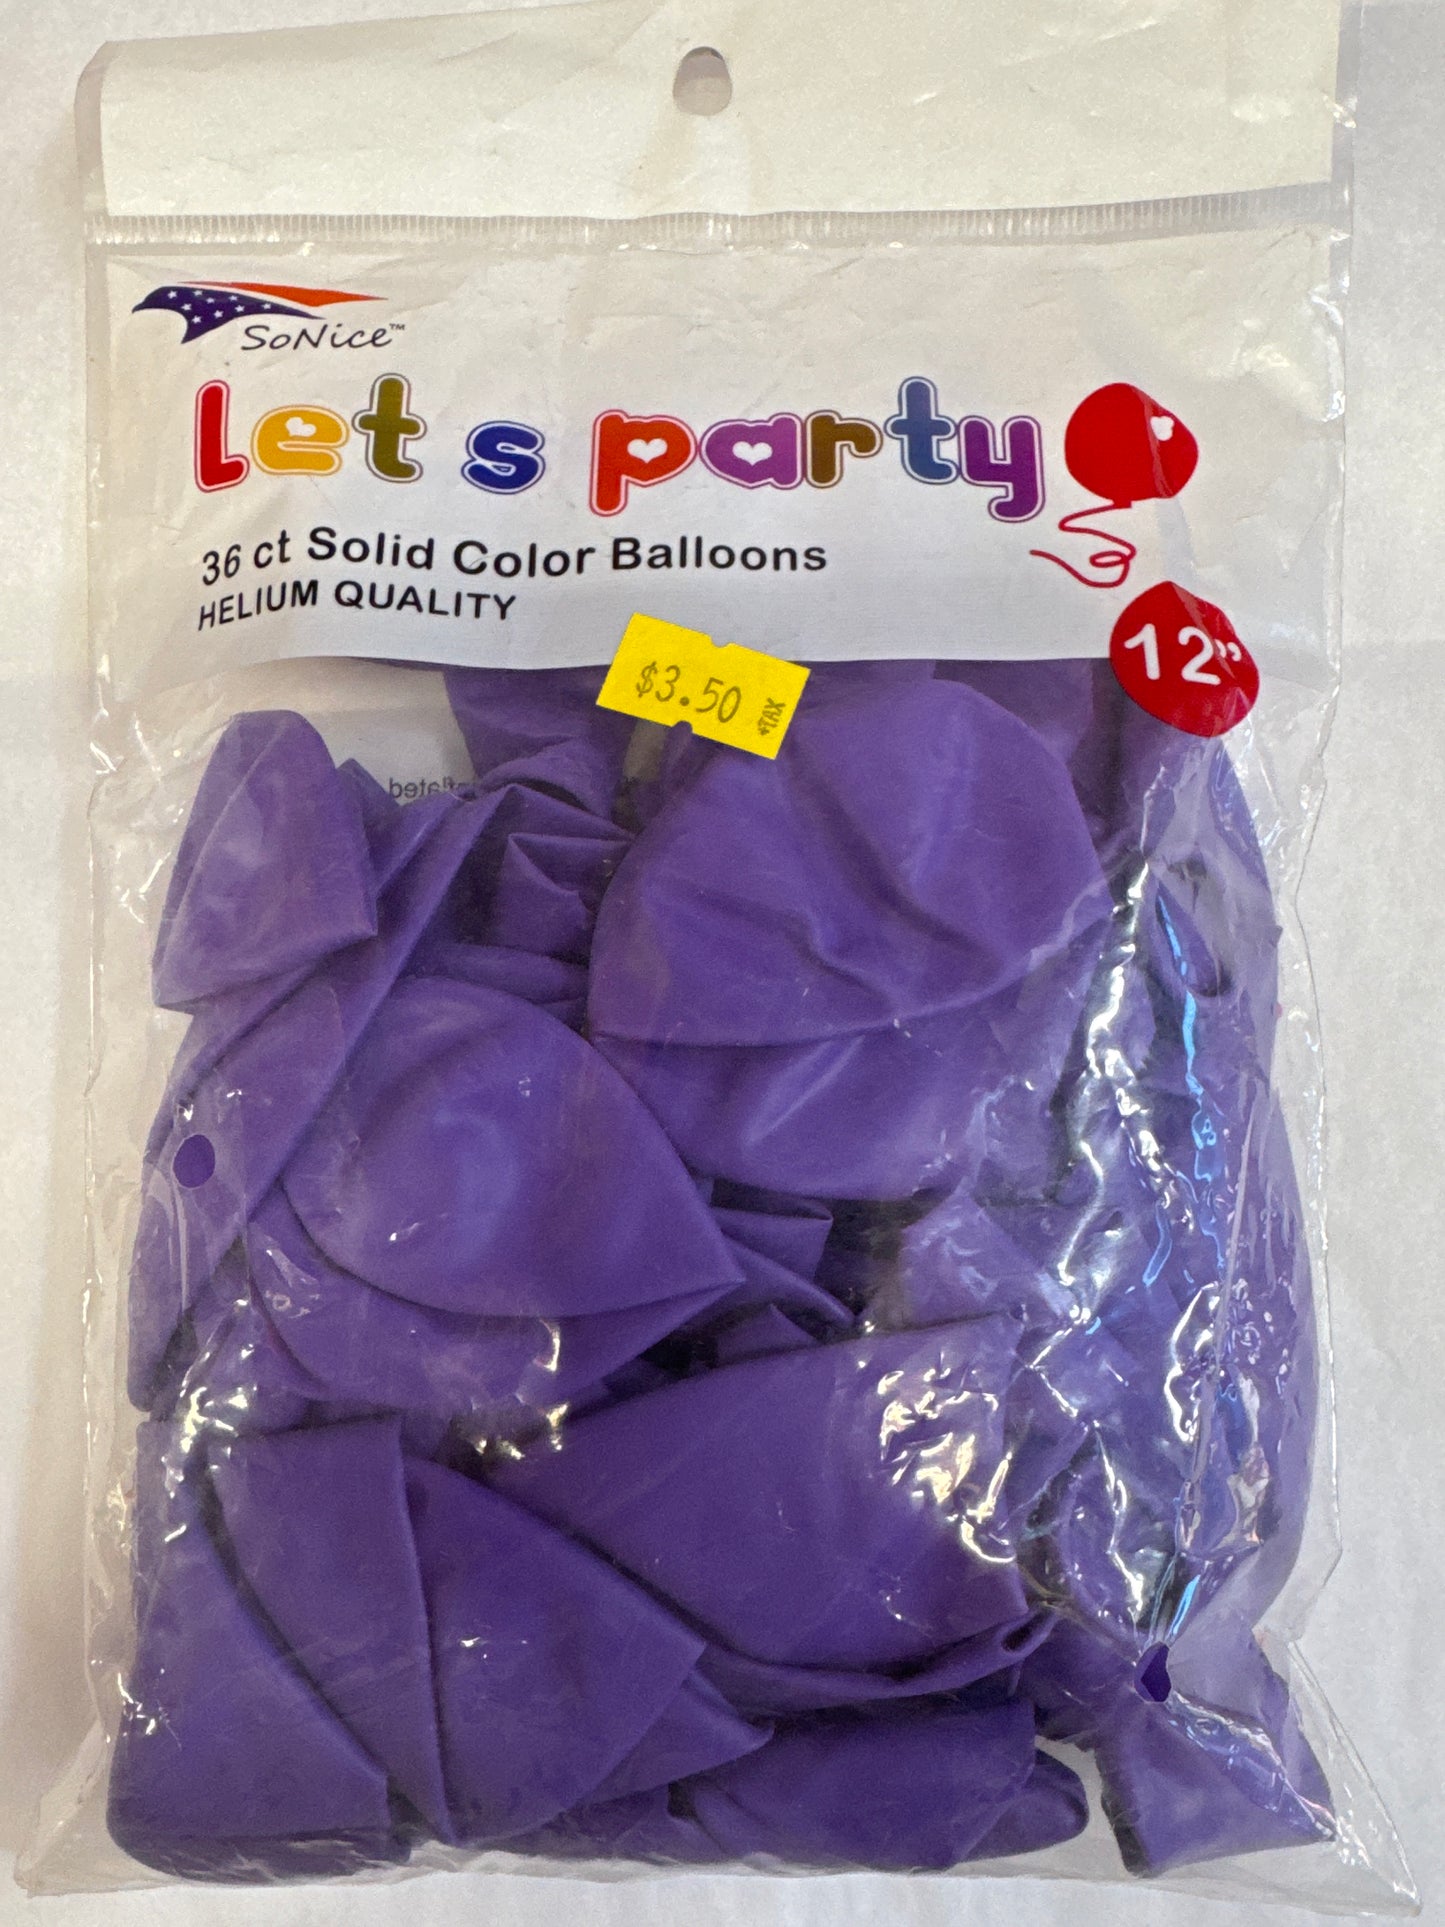 SoNice™
Let s party
36 ct Solid Color Balloons
HELIUM QUALITY
12”
$3.50 +TAX